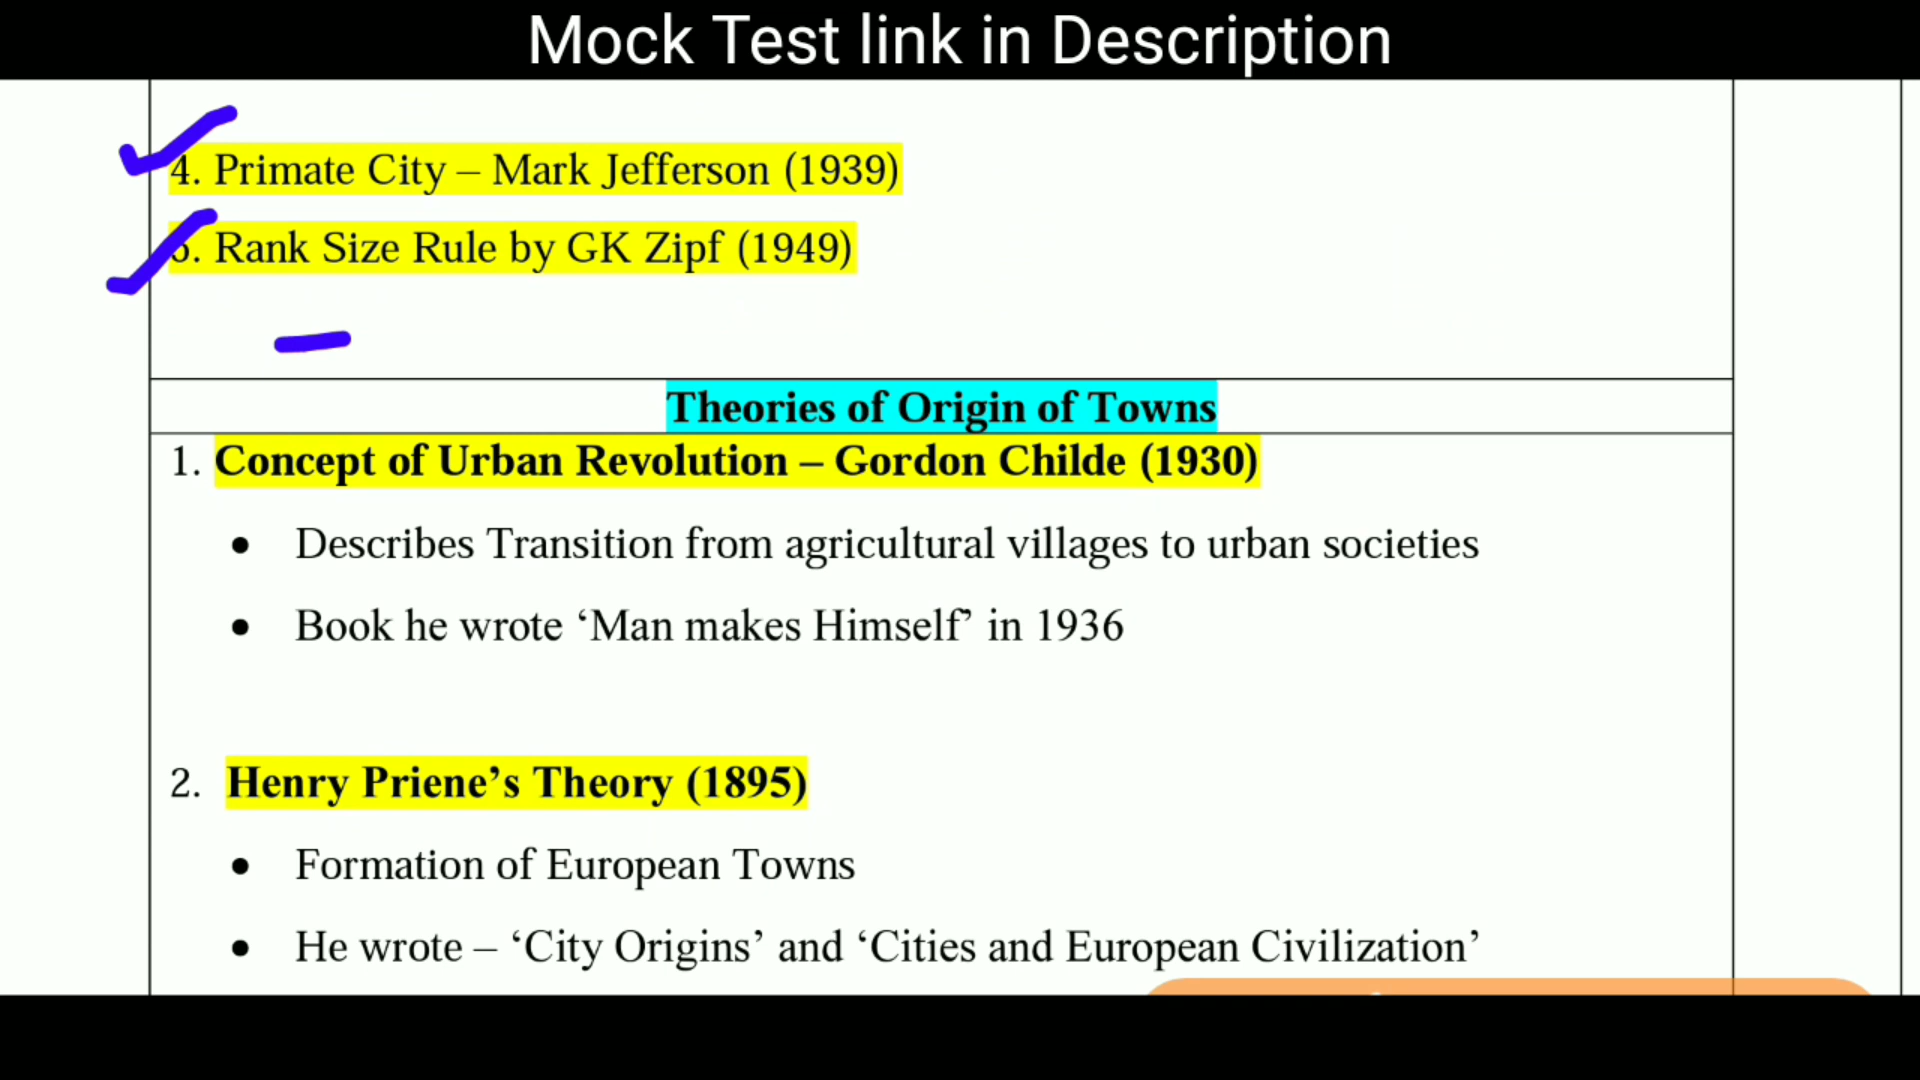 Mock Test link in Description
4. Primate City – Mark Jefferson (1939)
Rank Size Rule by GK Zipf (1949)
Theories of Origin of Towns
1. Concept of Urban Revolution – Gordon Childe (1930)
• Describes Transition from agricultural villages to urban societies
• Book he wrote ‘Man makes Himself’ in 1936
2. Henry Priene’s Theory (1895)
• Formation of European Towns
• He wrote – ‘City Origins’ and ‘Cities and European Civilization’